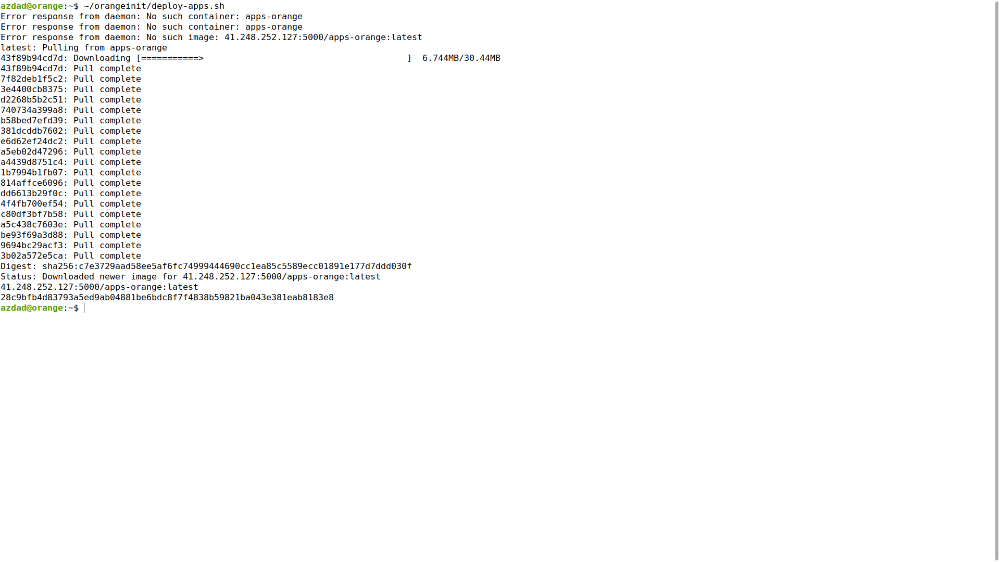 azdad@orange:~$ ~/orangeinit/deploy-apps.sh
Error response from daemon: No such container: apps-orange
Error response from daemon: No such container: apps-orange
Error response from daemon: No such image: 41.248.252.127:5000/apps-orange:latest
latest: Pulling from apps-orange
43f89b94cd7d: Downloading [===========>                                       ]  6.744MB/30.44MB
43f89b94cd7d: Pull complete
7f82deb1f5c2: Pull complete
3e4400cb8375: Pull complete
d2268b5b2c51: Pull complete
740734a399a8: Pull complete
b58bed7efd39: Pull complete
381dcddb7602: Pull complete
e6d62ef24dc2: Pull complete
a5eb02d47296: Pull complete
a4439d8751c4: Pull complete
1b7994b1fb07: Pull complete
814affce6096: Pull complete
dd6613b29f0c: Pull complete
4f4fb700ef54: Pull complete
c80df3bf7b58: Pull complete
a5c438c7603e: Pull complete
be93f69a3d88: Pull complete
9694bc29acf3: Pull complete
3b02a572e5ca: Pull complete
Digest: sha256:c7e3729aad58ee5af6fc74999444690cc1ea85c5589ecc01891e177d7ddd030f
Status: Downloaded newer image for 41.248.252.127:5000/apps-orange:latest
41.248.252.127:5000/apps-orange:latest
28c9bfb4d83793a5ed9ab04881be6bdc8f7f4838b59821ba043e381eab8183e8
azdad@orange:~$